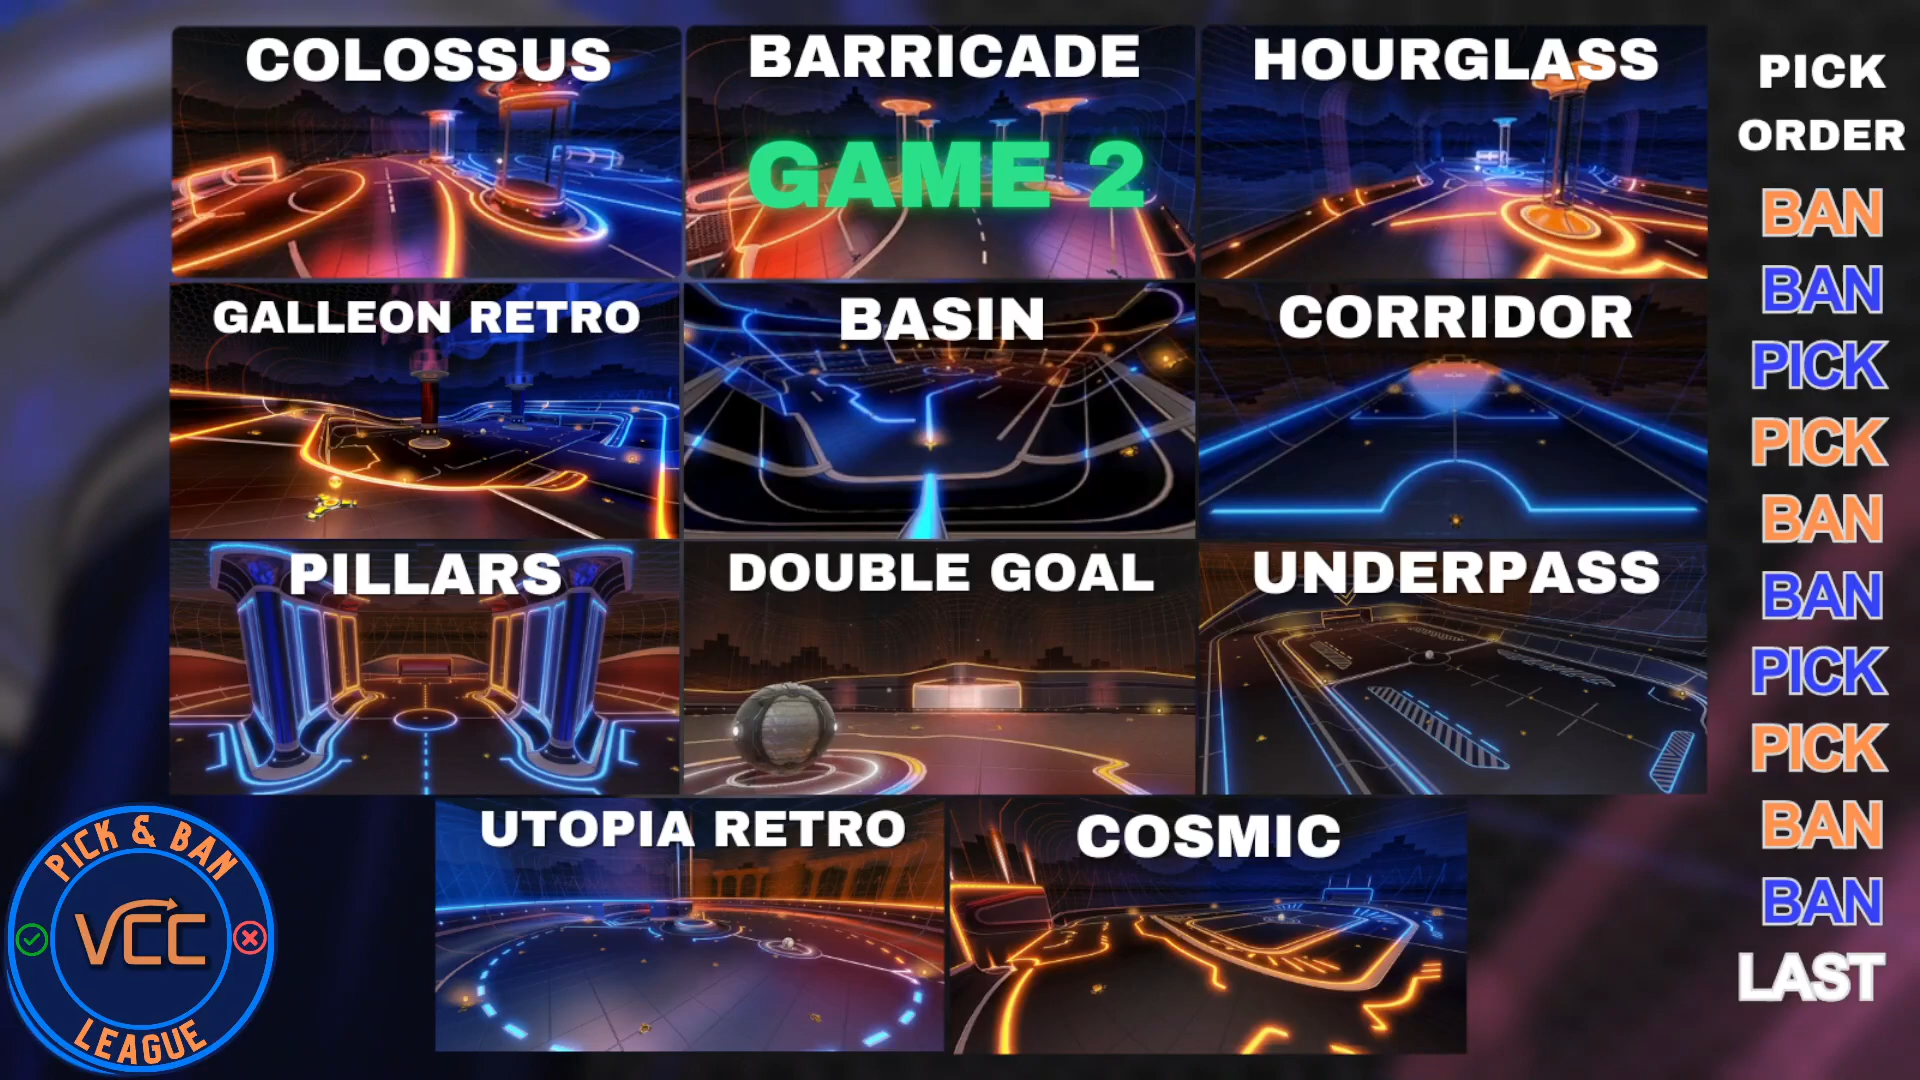 COLOSSUS
BARRICADE
GAME 2
HOURGLASS
GALLEON RETRO
BASIN
CORRIDOR
PILLARS
DOUBLE GOAL
UNDERPASS
UTOPIA RETRO
COSMIC
PICK
ORDER
BAN
BAN
PICK
PICK
BAN
BAN
PICK
PICK
BAN
BAN
LAST
PICK & BAN
VCC
LEAGUE